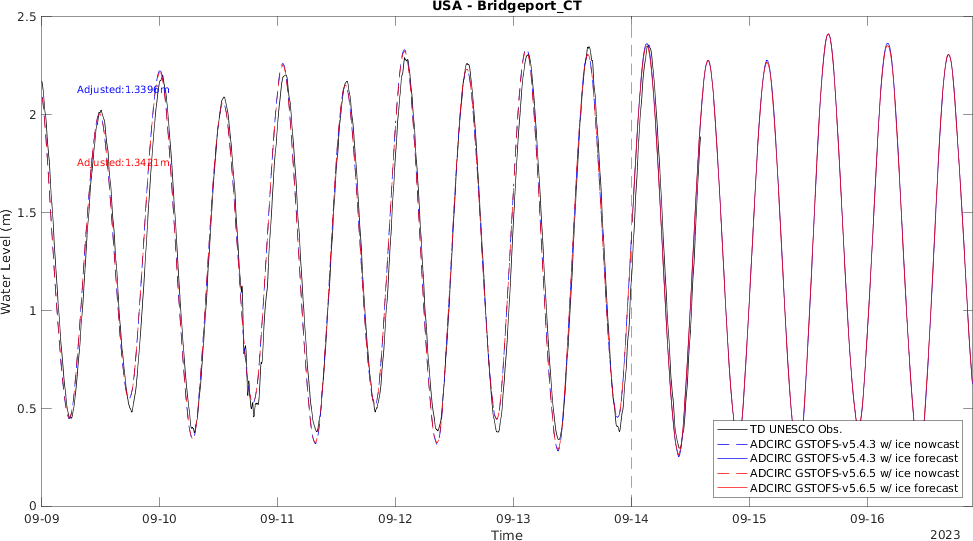 USA - Bridgeport_CT
2.5
2
1.5
1
0.5
0
Water Level (m)
Adjusted:1.3396m
Adjusted:1.3421m
TD UNESCO Obs.
ADCIRC GSTOFS-v5.4.3 w/ ice nowcast
ADCIRC GSTOFS-v5.4.3 w/ ice forecast
ADCIRC GSTOFS-v5.6.5 w/ ice nowcast
ADCIRC GSTOFS-v5.6.5 w/ ice forecast
09-09 09-10 09-11 09-12 09-13 09-14 09-15 09-16
Time
2023